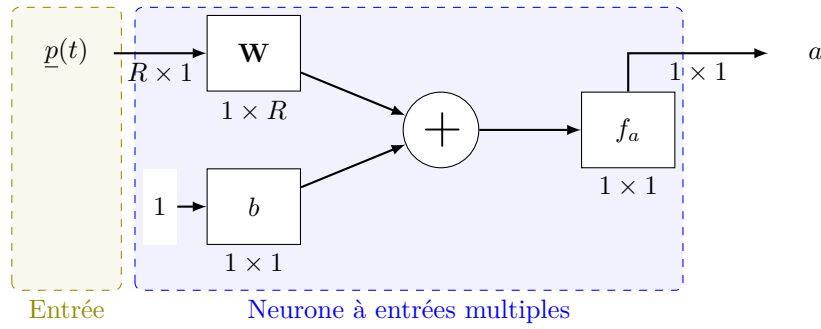 p(t)
R × 1
W
1 × R
1
b
1 × 1
+
f_a
1 × 1
1 × 1
a
Entrée
Neurone à entrées multiples